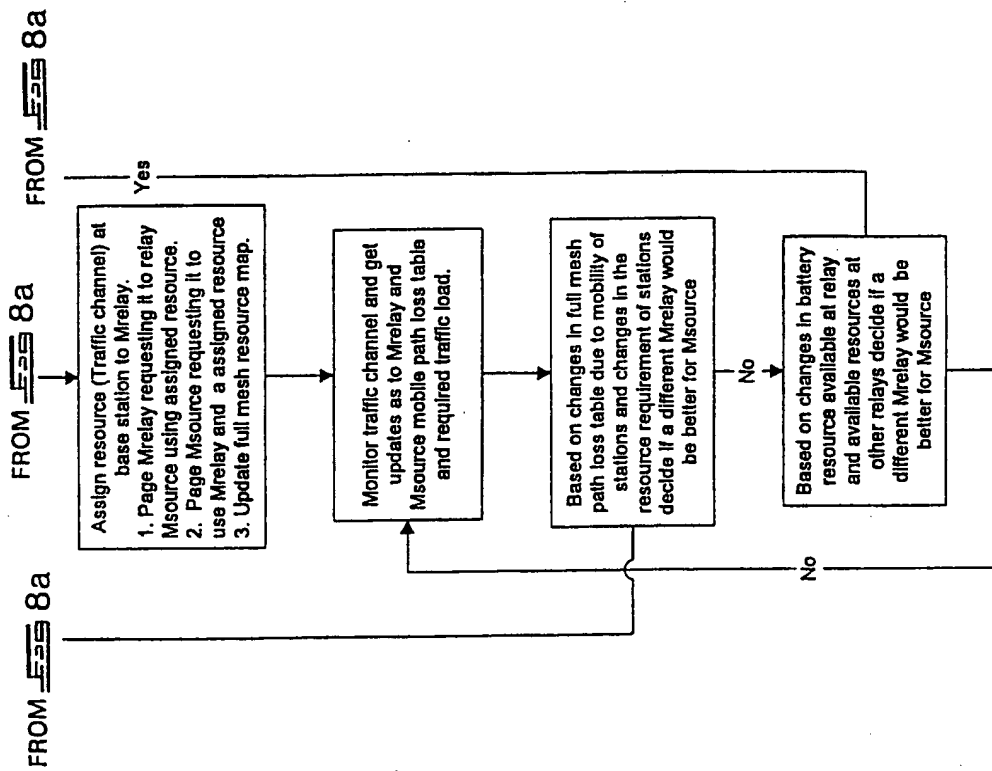 FROM Fig 8a
FROM Fig 8a
FROM Fig 8a
Yes
Assign resource (Traffic channel) at
base station to Mrelay.
1. Page Mrelay requesting it to relay
Msource using assigned resource.
2. Page Msource requesting it to
use Mrelay and a assigned resource
3. Update full mesh resource map.
Monitor traffic channel and get
updates as to Mrelay and
Msource mobile path loss table
and required traffic load.
Based on changes in full mesh
path loss table due to mobility of
stations and changes in the
resource requirement of stations
decide if a different Mrelay would
be better for Msource
No
No
Based on changes in battery
resource available at relay
and available resources at
other relays decide if a
different Mrelay would be
better for Msource